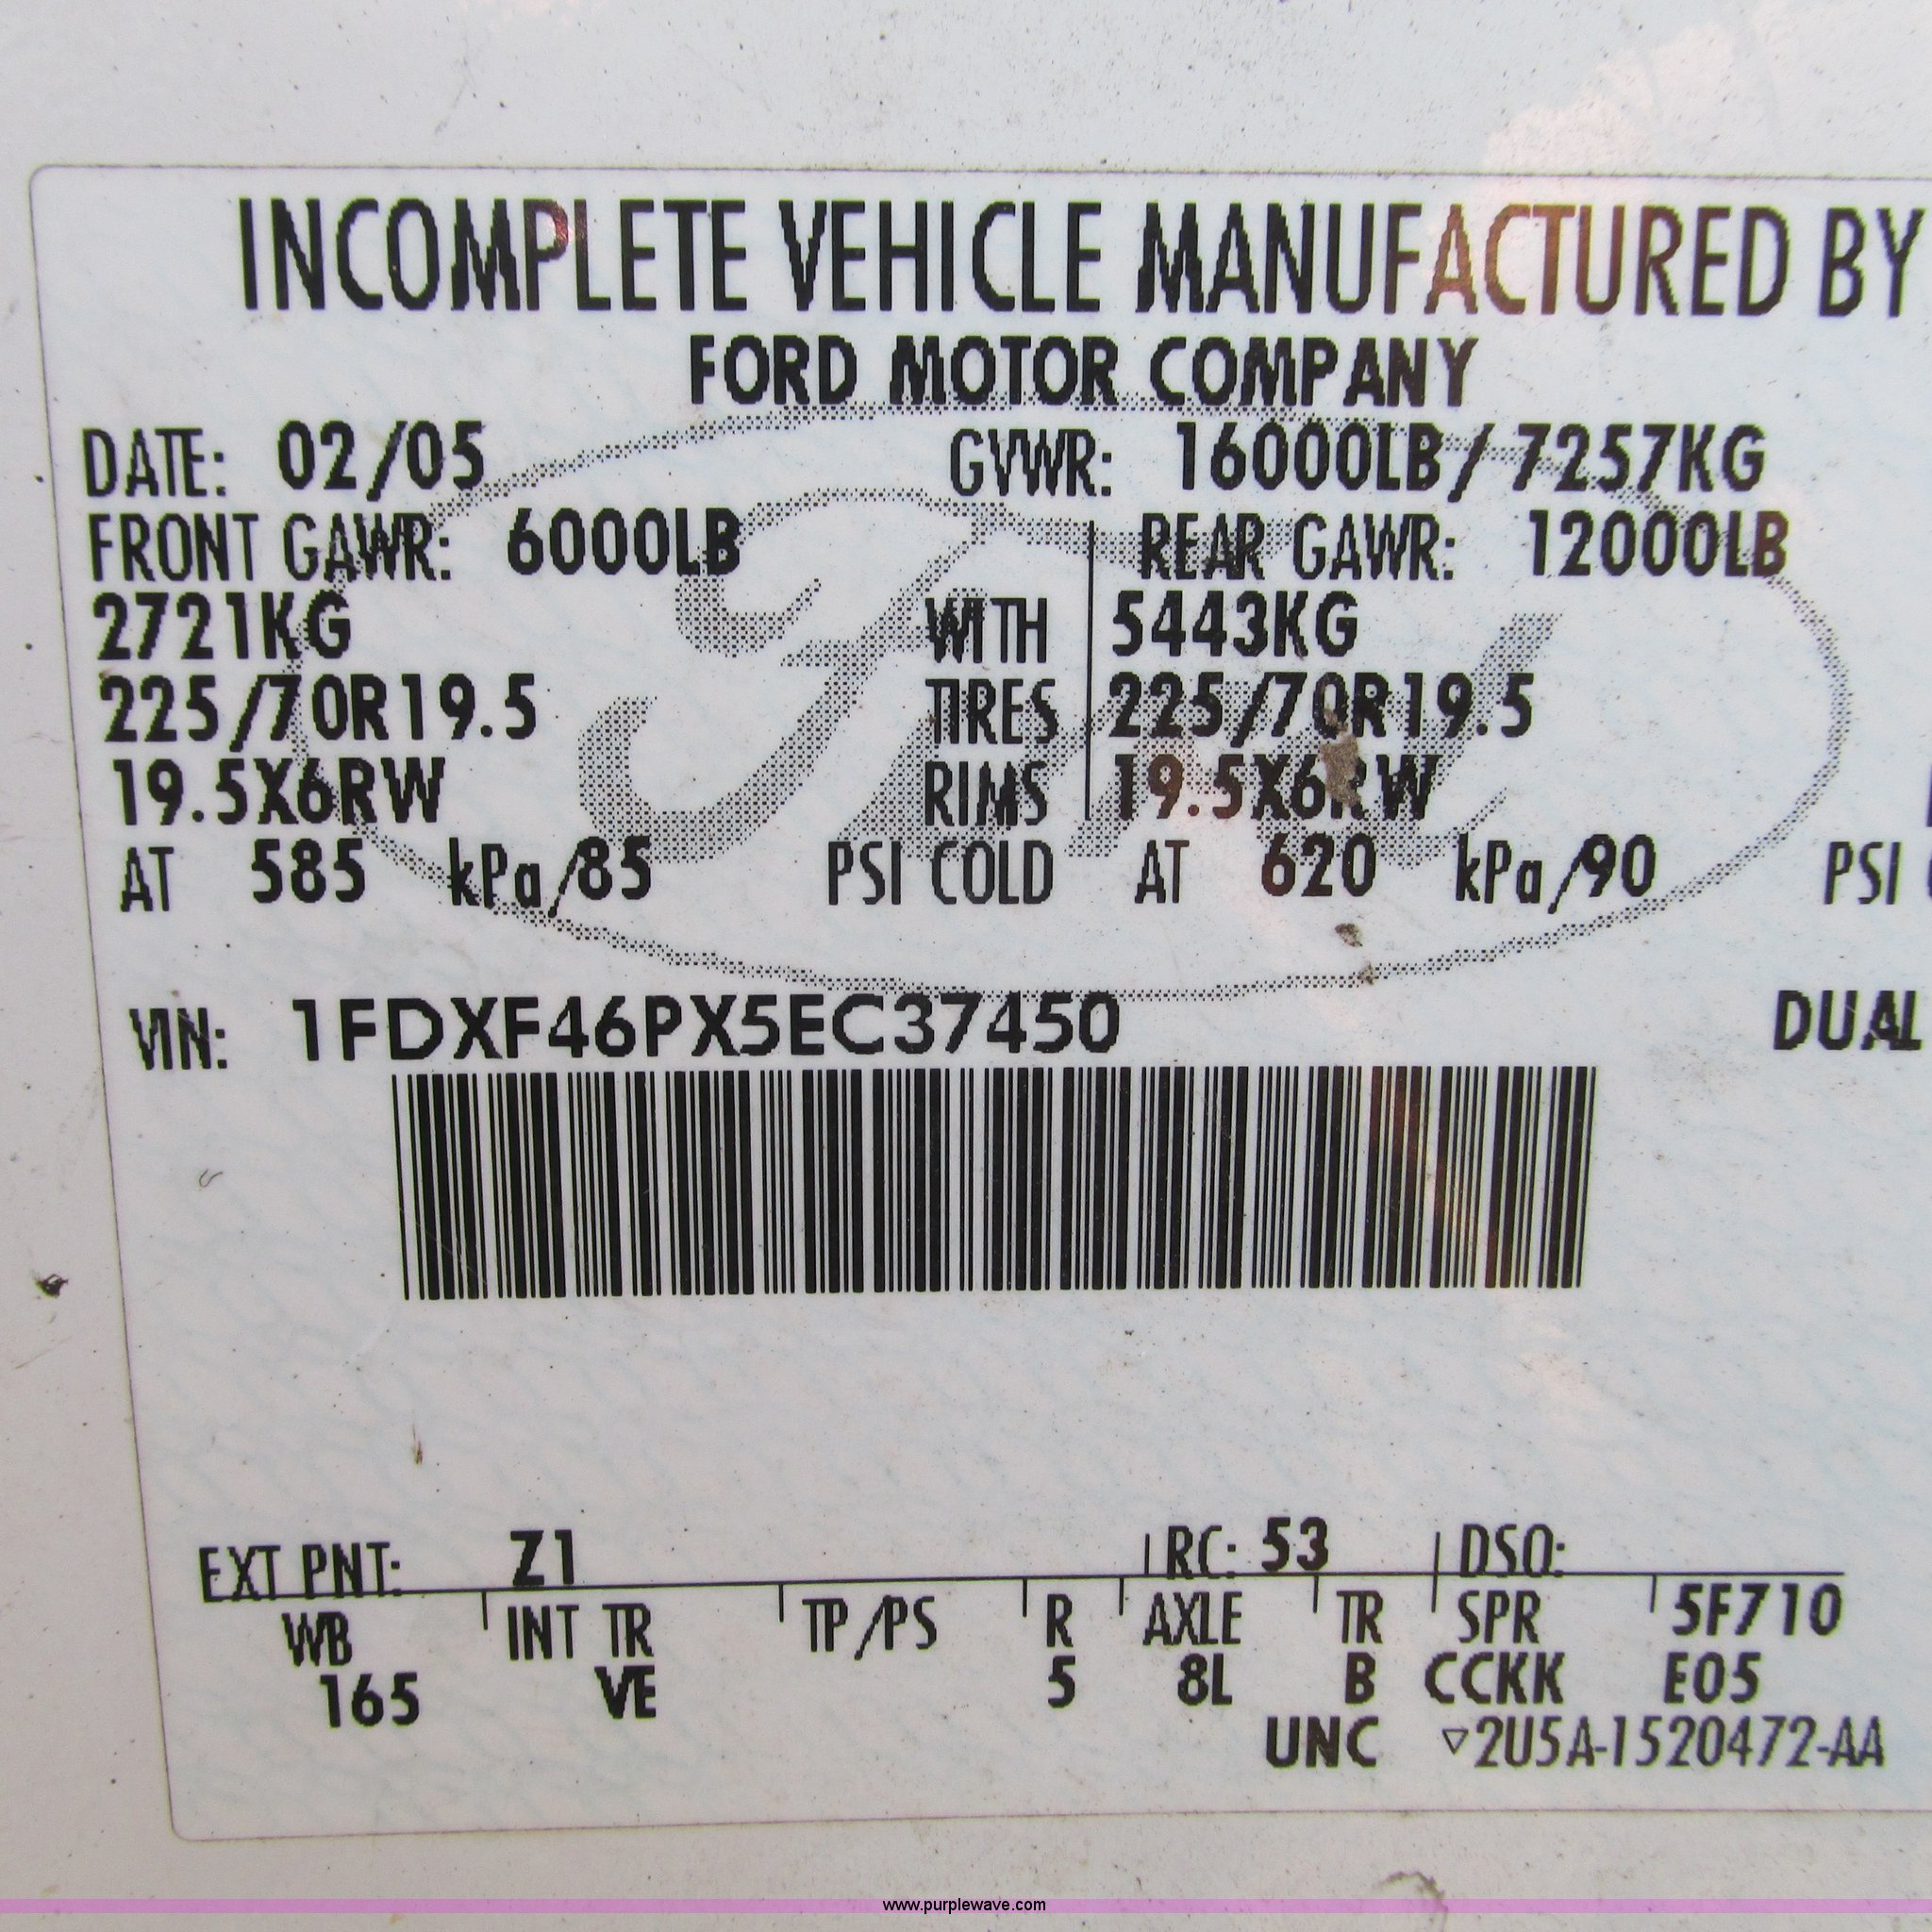 INCOMPLETE VEHICLE MANUFACTURED BY
FORD MOTOR COMPANY
DATE: 02/05 GVWR: 16000LB/ 7257KG
FRONT GAWR: 6000LB REAR GAWR: 12000LB
2721KG WITH 5443KG
225/70R19.5 TIRES 225/70R19.5
19.5X6RW RIMS 19.5X6RW
AT 585 kPa/85 PSI COLD AT 620 kPa/90 PSI
VIN: 1FDXF46PX5EC37450 DUAL
EXT PNT: Z1 RC: 53 DSO:
WB INT TR TP/PS R AXLE TR SPR 5F710
165 VE 5 8L B CCKK E05
UNC ▽2U5A-1520472-AA
www.purplewave.com